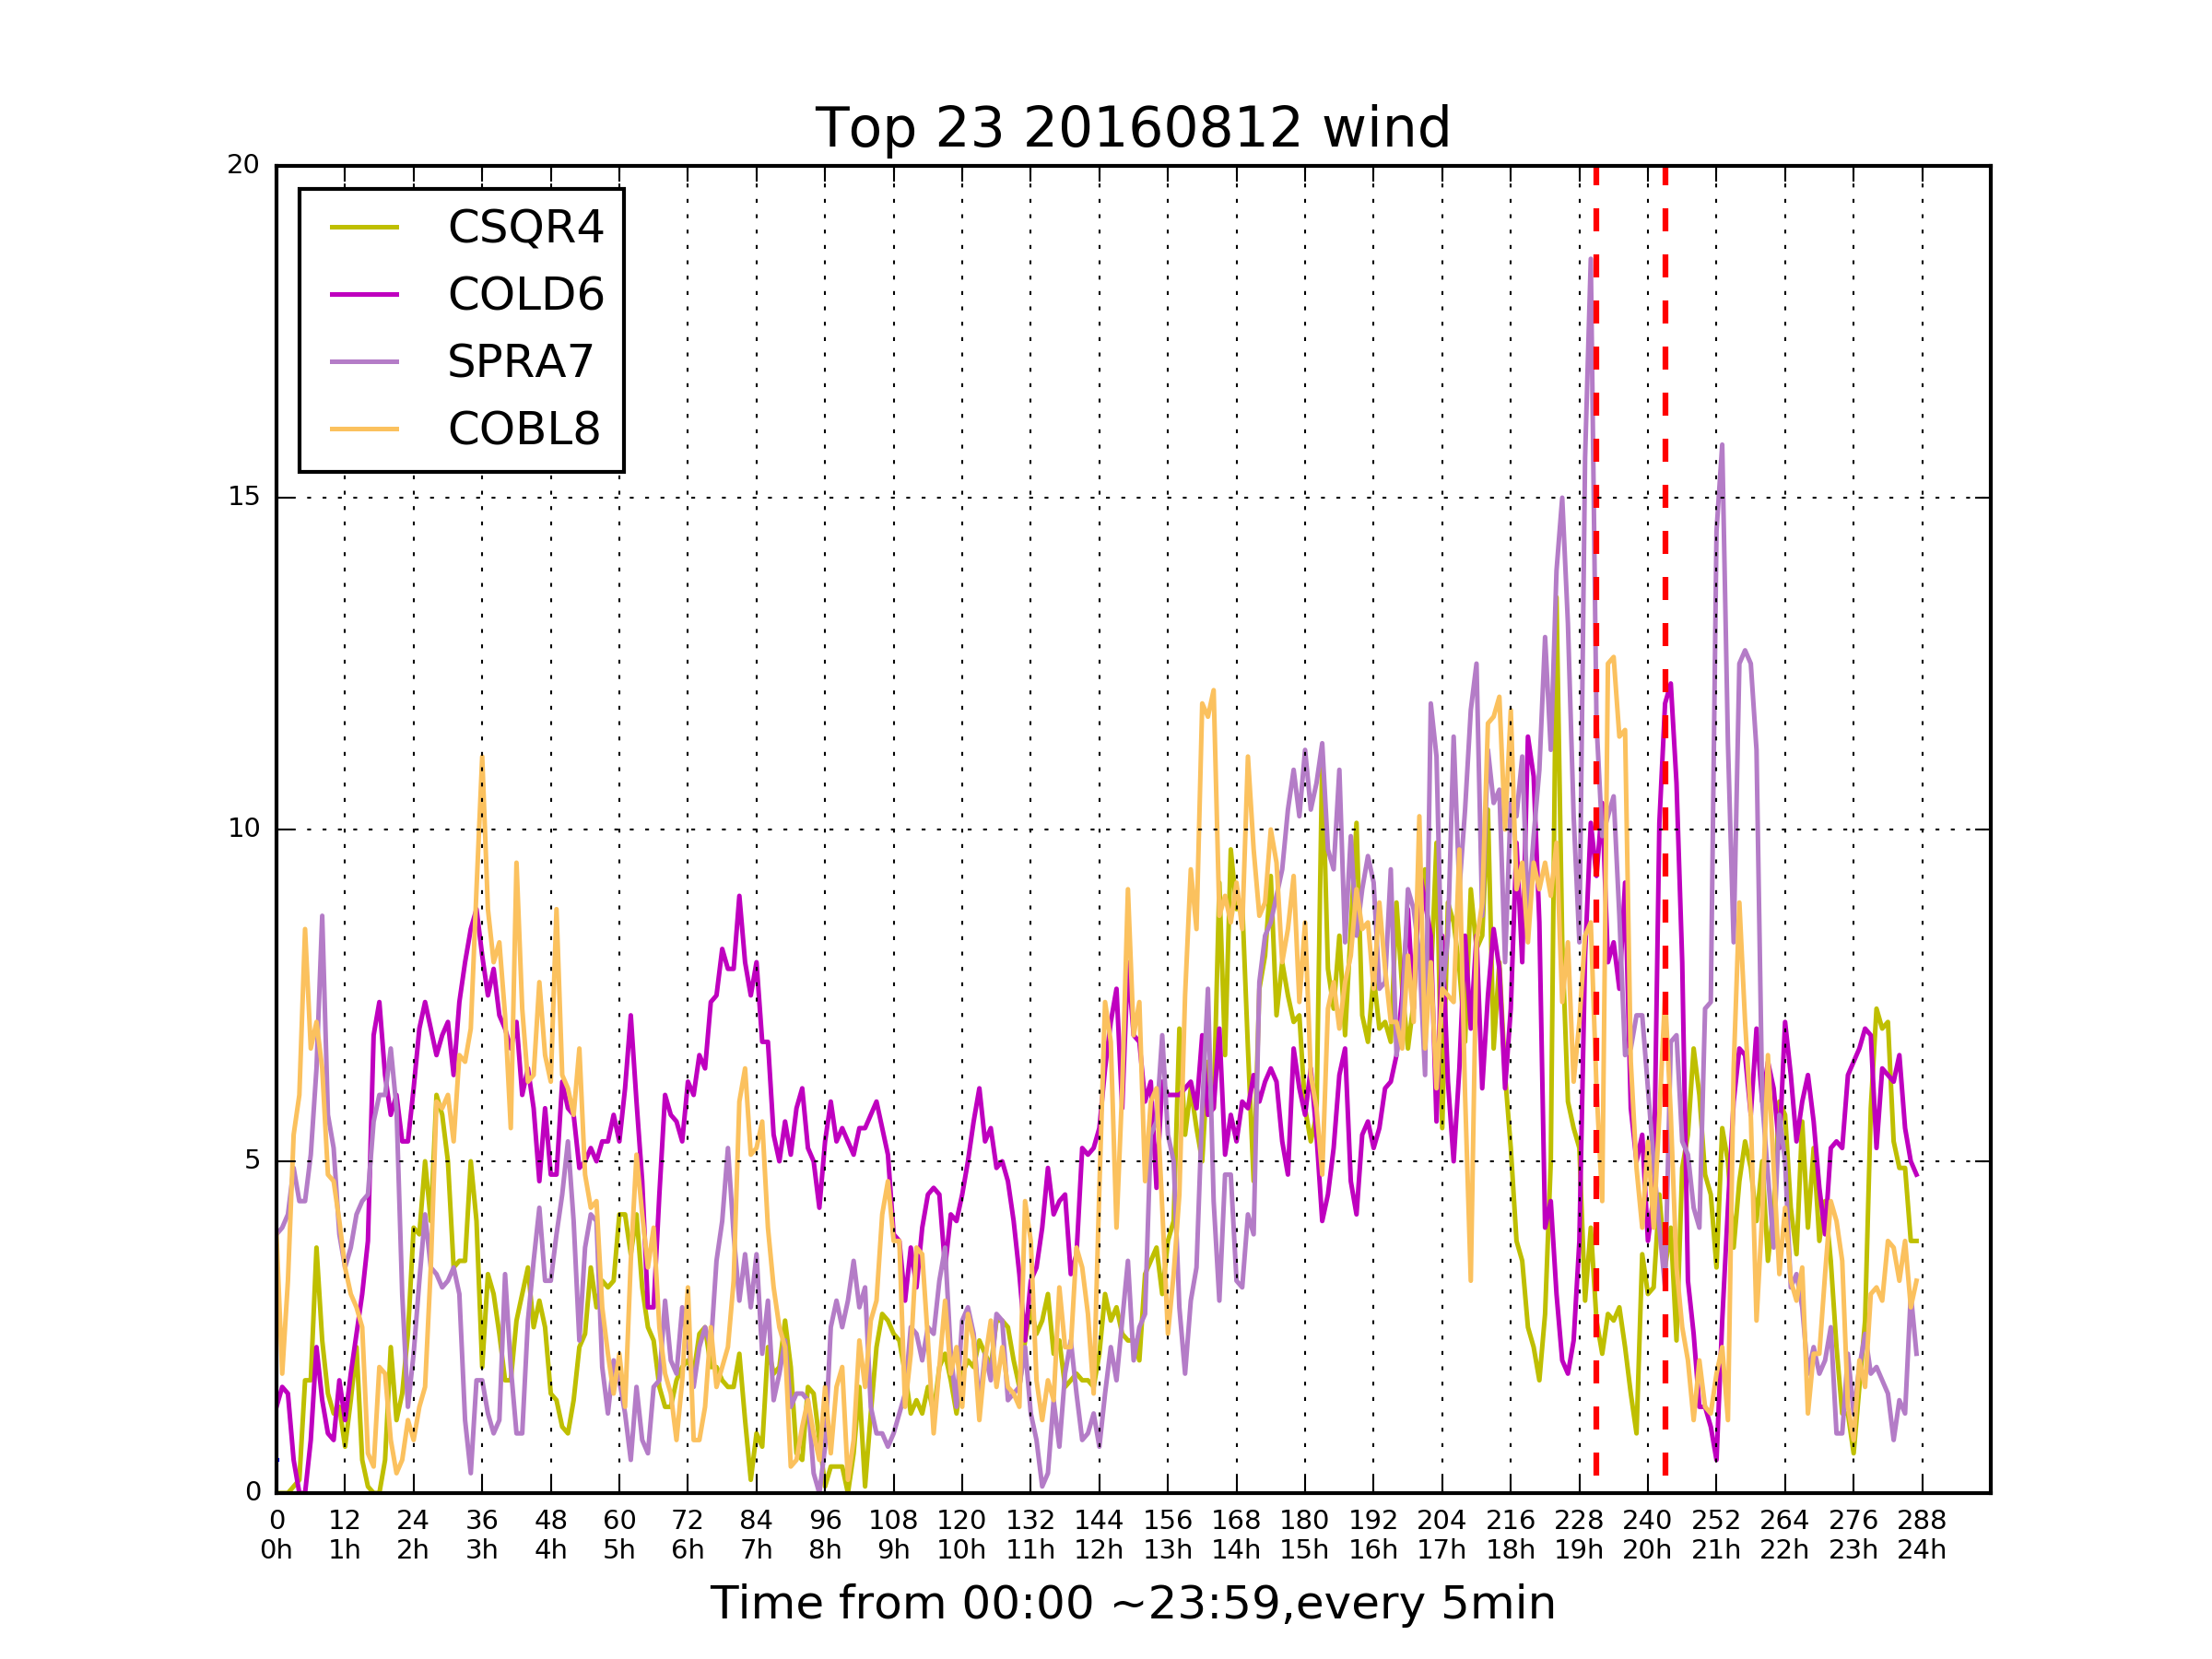 Top 23 20160812 wind
20
15
10
5
0
CSQR4
COLD6
SPRA7
COBL8
0 12 24 36 48 60 72 84 96 108 120 132 144 156 168 180 192 204 216 228 240 252 264 276 288
0h 1h 2h 3h 4h 5h 6h 7h 8h 9h 10h 11h 12h 13h 14h 15h 16h 17h 18h 19h 20h 21h 22h 23h 24h
Time from 00:00 ~23:59,every 5min